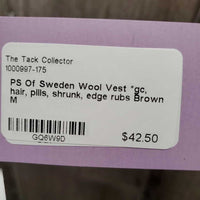 The Tack Collector
1000997-175
PS Of Sweden Wool Vest *gc,
hair, pills, shrunk, edge rubs Brown
M
GQ6W9D
$42.50